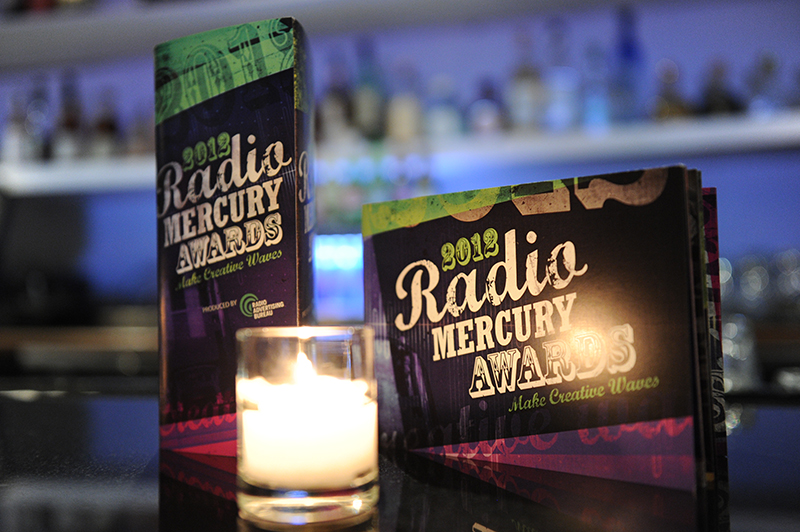 2012
Radio
MERCURY
AWARDS
Make Creative Waves
PRODUCED BY
RADIO
ADVERTISING
BUREAU
2012
Radio
MERCURY
AWARDS
Make Creative Waves